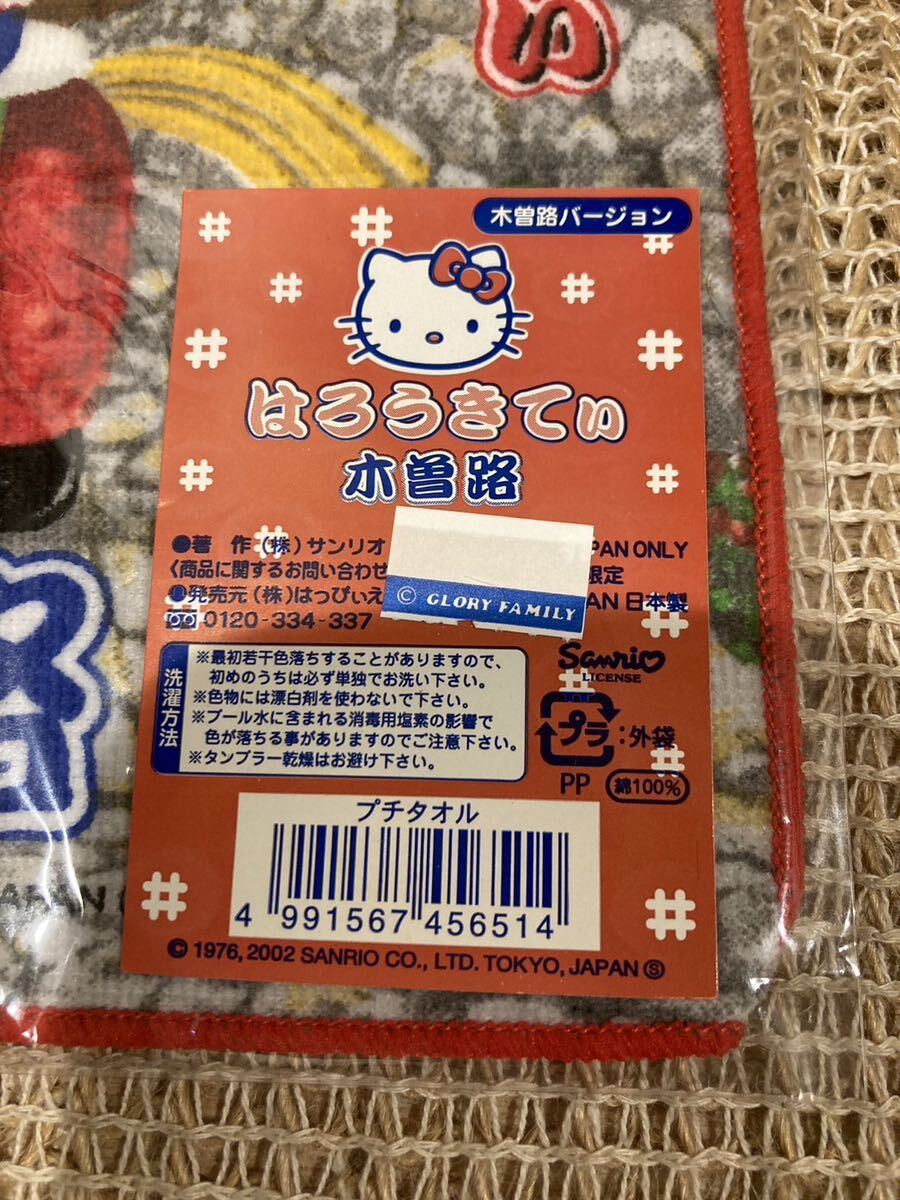 い
木曽路バージョン
はろうきてぃ
木曽路
●著 作(株)サンリオ
PAN ONLY
〈商品に関するお問い合わせ
限定
●発売元(株)はっぴぃえ
AN 日本製
0120-334-337
© GLORY FAMILY
洗濯方法
※最初若干色落ちすることがありますので、
初めのうちは必ず単独でお洗い下さい。
※色物には漂白剤を使わないで下さい。
※プール水に含まれる消毒用塩素の影響で
色が落ちる事がありますのでご注意下さい。
※タンブラー乾燥はお避け下さい。
Sanrio
LICENSE
プラ:外袋
PP 綿100%
プチタオル
4 991567 456514
© 1976, 2002 SANRIO CO., LTD. TOKYO, JAPAN Ⓢ
APAN